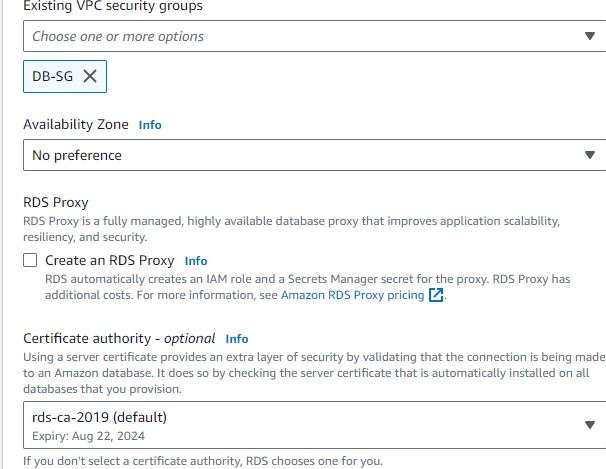 Existing VPC security groups
Choose one or more options
DB-SG
Availability Zone Info
No preference
RDS Proxy
RDS Proxy is a fully managed, highly available database proxy that improves application scalability,
resiliency, and security.
Create an RDS Proxy Info
RDS automatically creates an IAM role and a Secrets Manager secret for the proxy. RDS Proxy has
additional costs. For more information, see Amazon RDS Proxy pricing.
Certificate authority - optional Info
Using a server certificate provides an extra layer of security by validating that the connection is being made
to an Amazon database. It does so by checking the server certificate that is automatically installed on all
databases that you provision.
rds-ca-2019 (default)
Expiry: Aug 22, 2024
If you don't select a certificate authority, RDS chooses one for you.